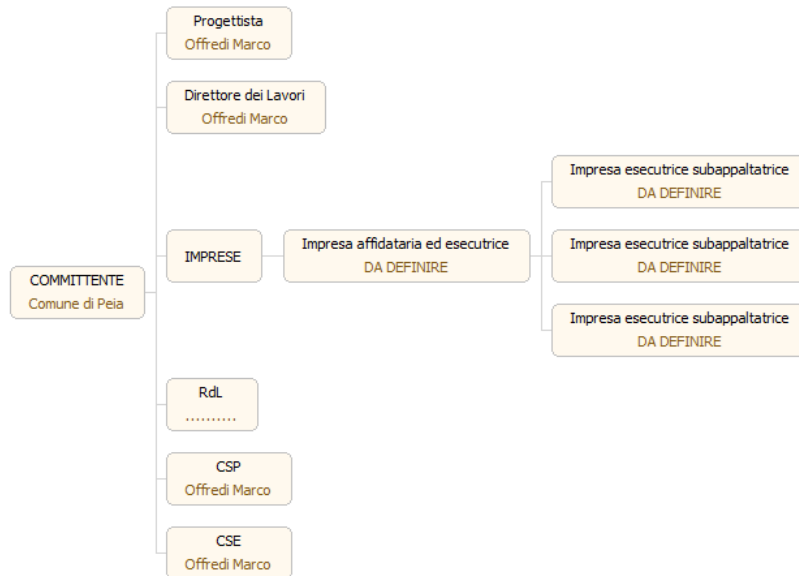 Progettista
Offredi Marco
Direttore dei Lavori
Offredi Marco
Impresa esecutrice subappaltatrice
DA DEFINIRE
IMPRESE
Impresa affidataria ed esecutrice
DA DEFINIRE
Impresa esecutrice subappaltatrice
DA DEFINIRE
COMMITTENTE
Comune di Peia
Impresa esecutrice subappaltatrice
DA DEFINIRE
RdL
..........
CSP
Offredi Marco
CSE
Offredi Marco